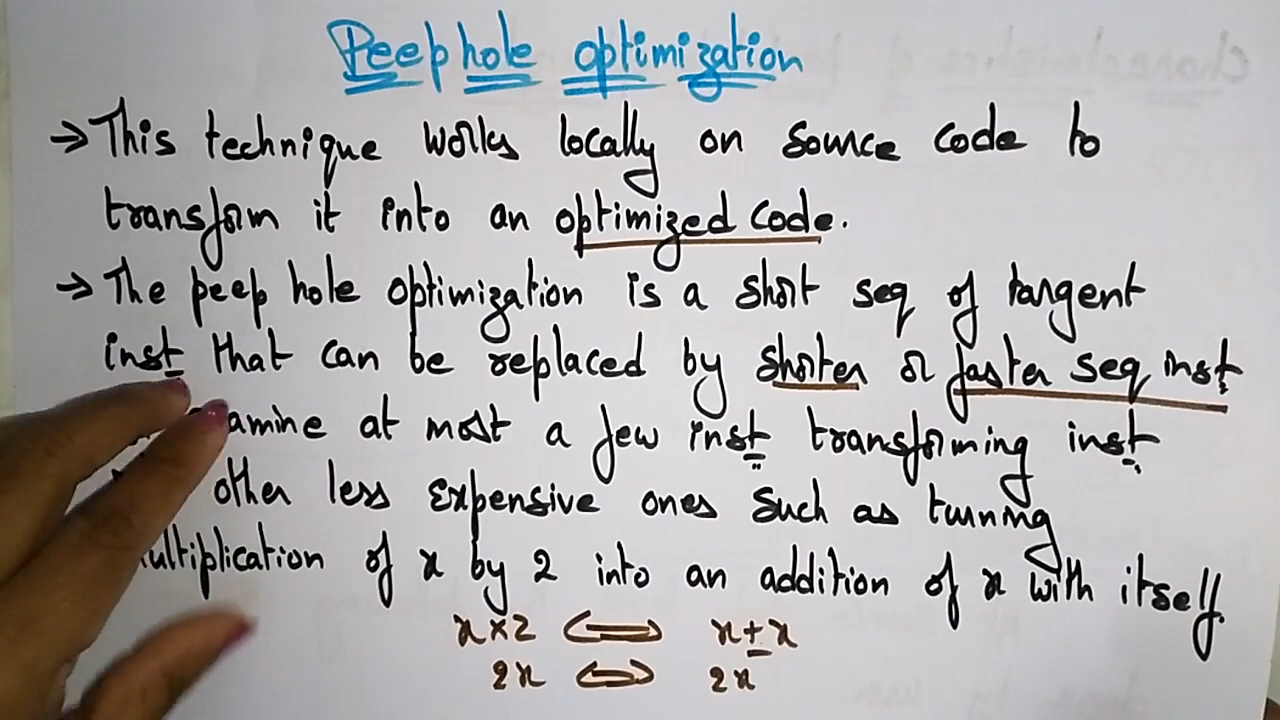 Peephole optimization
→ This technique works locally on source code to
transform it into an optimized code.
→ The peep hole optimization is a short seq of tangent
inst that can be replaced by shorter or faster seq inst
at most a few inst transforming inst
other less expensive ones such as turning
of x by 2 into an addition of x with itself.
x×2 ⟺ x+x
2x ⟺ 2x